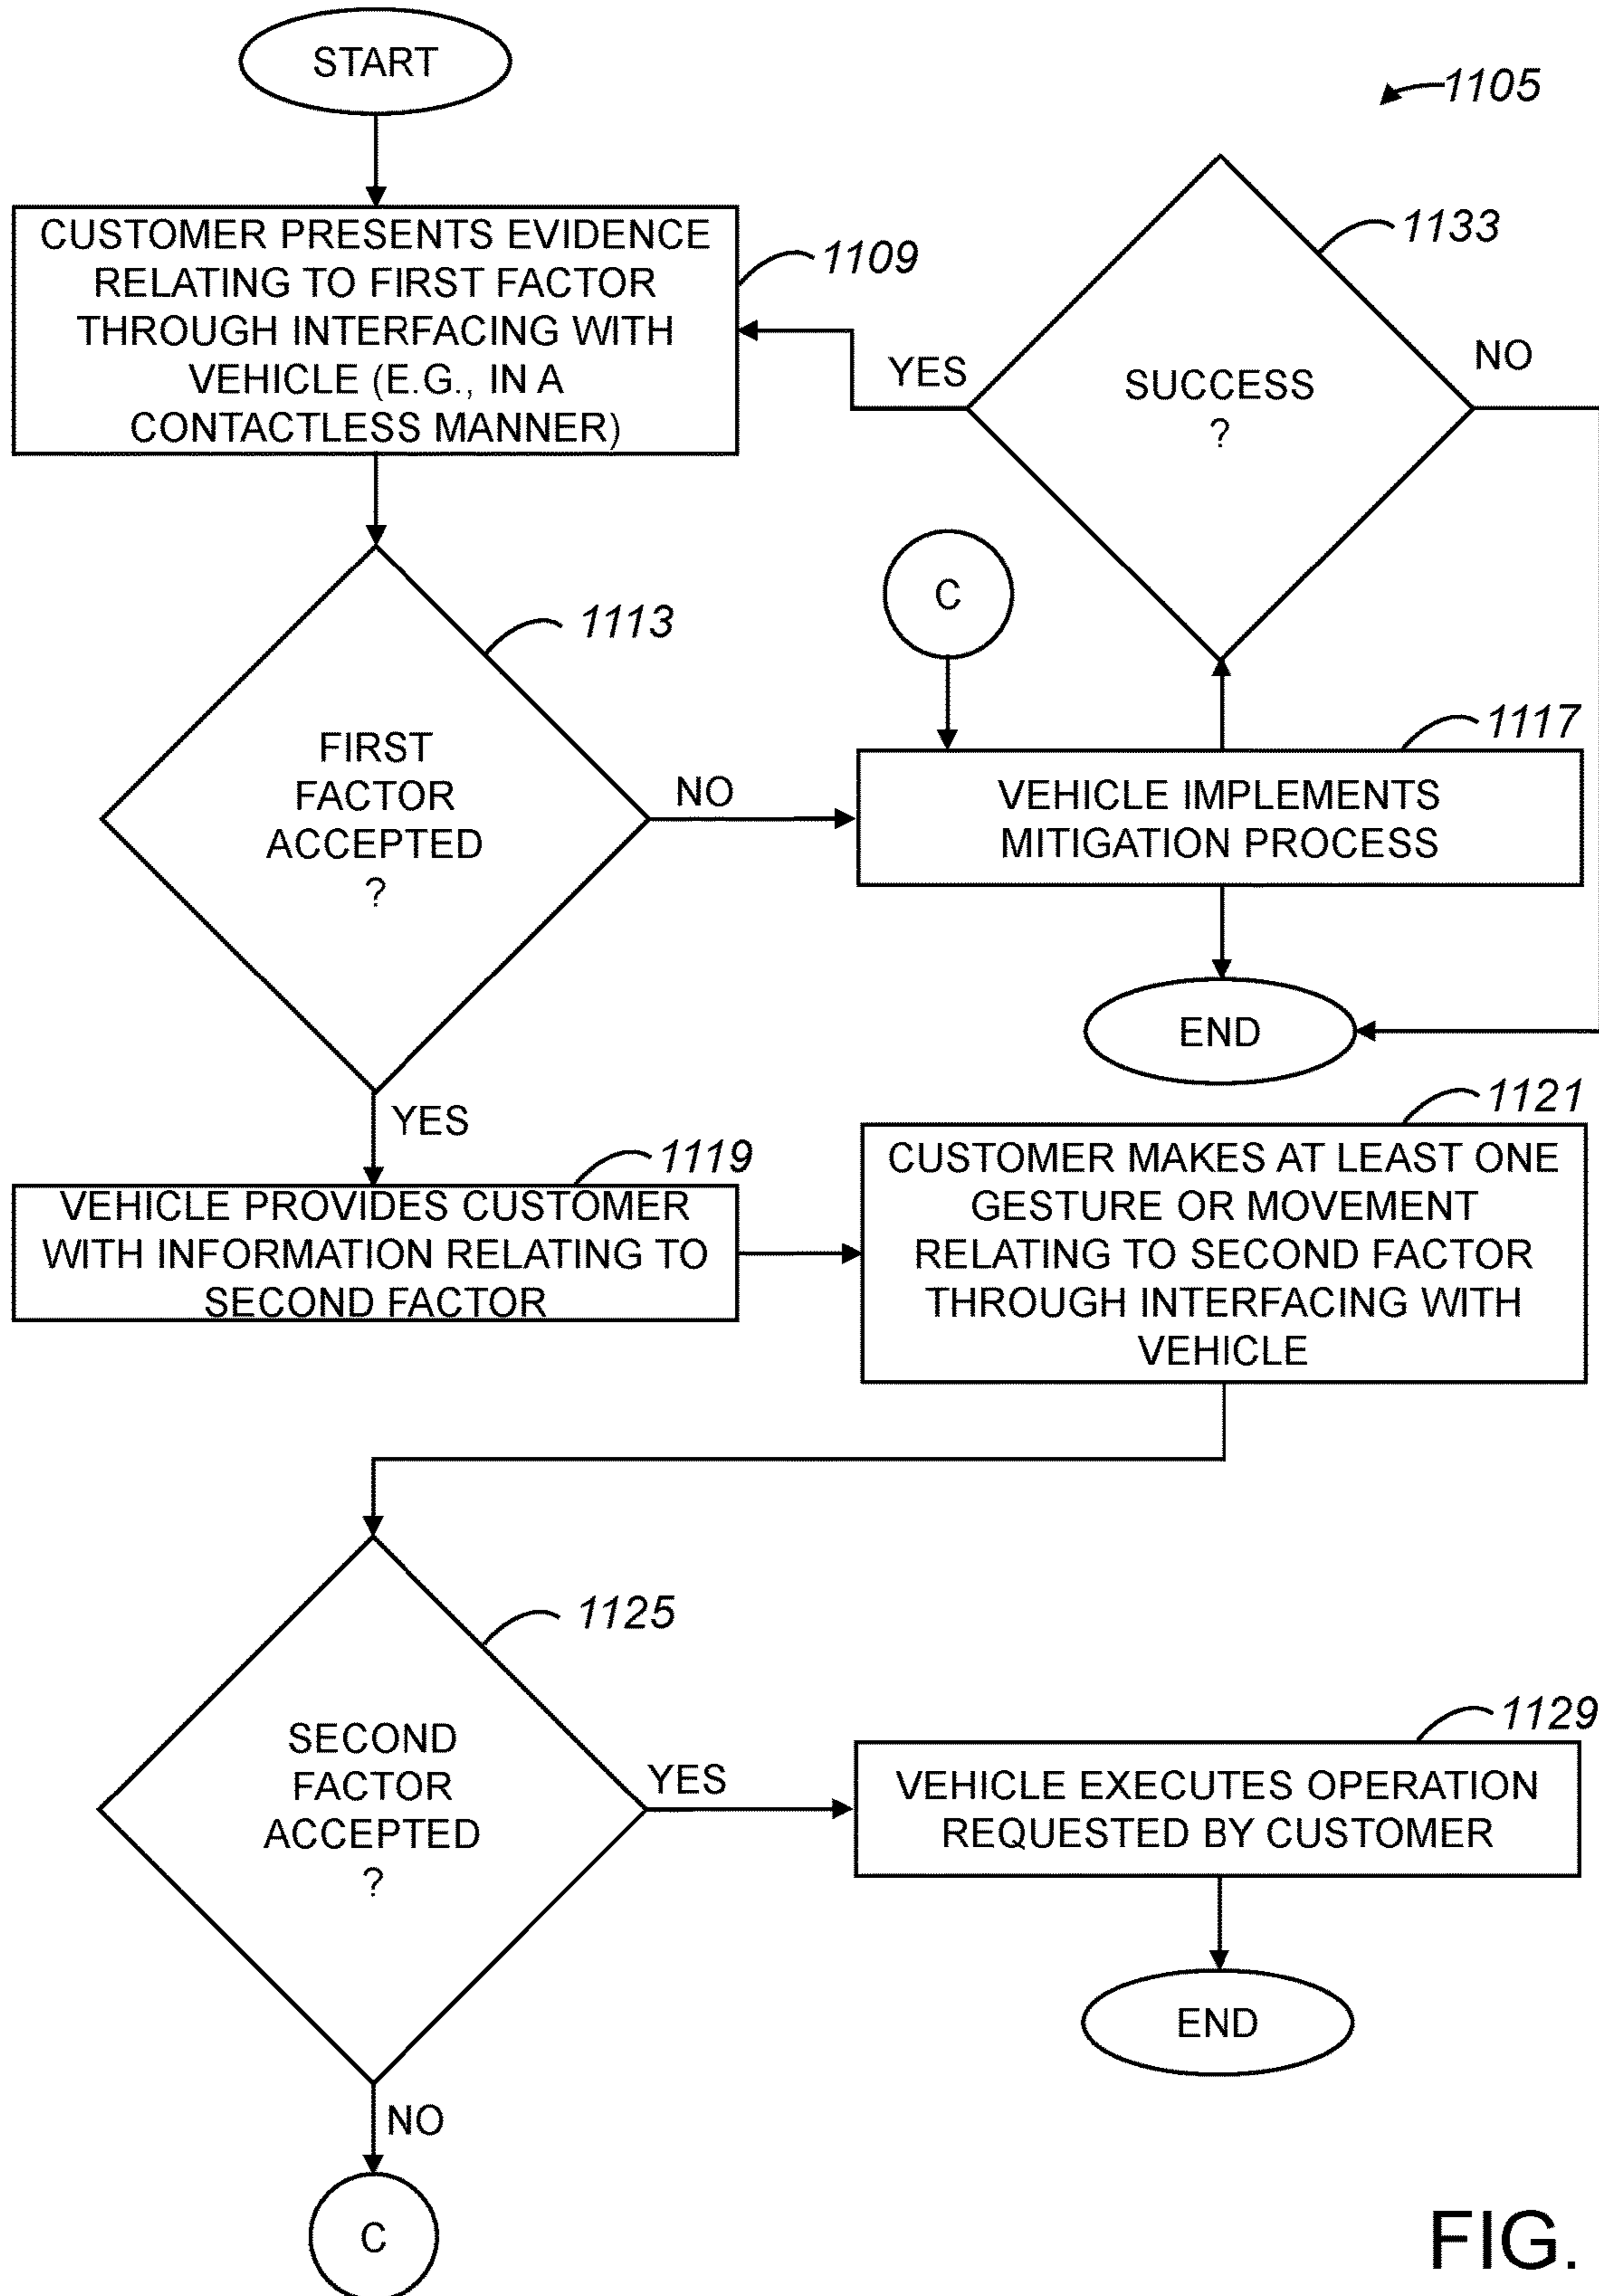 START
1105
CUSTOMER PRESENTS EVIDENCE
RELATING TO FIRST FACTOR
THROUGH INTERFACING WITH
VEHICLE (E.G., IN A
CONTACTLESS MANNER)
1109
1133
YES
SUCCESS
?
NO
C
1113
FIRST
FACTOR
ACCEPTED
?
NO
1117
VEHICLE IMPLEMENTS
MITIGATION PROCESS
END
YES
1119
VEHICLE PROVIDES CUSTOMER
WITH INFORMATION RELATING TO
SECOND FACTOR
1121
CUSTOMER MAKES AT LEAST ONE
GESTURE OR MOVEMENT
RELATING TO SECOND FACTOR
THROUGH INTERFACING WITH
VEHICLE
1125
SECOND
FACTOR
ACCEPTED
?
YES
1129
VEHICLE EXECUTES OPERATION
REQUESTED BY CUSTOMER
END
NO
C
FIG.